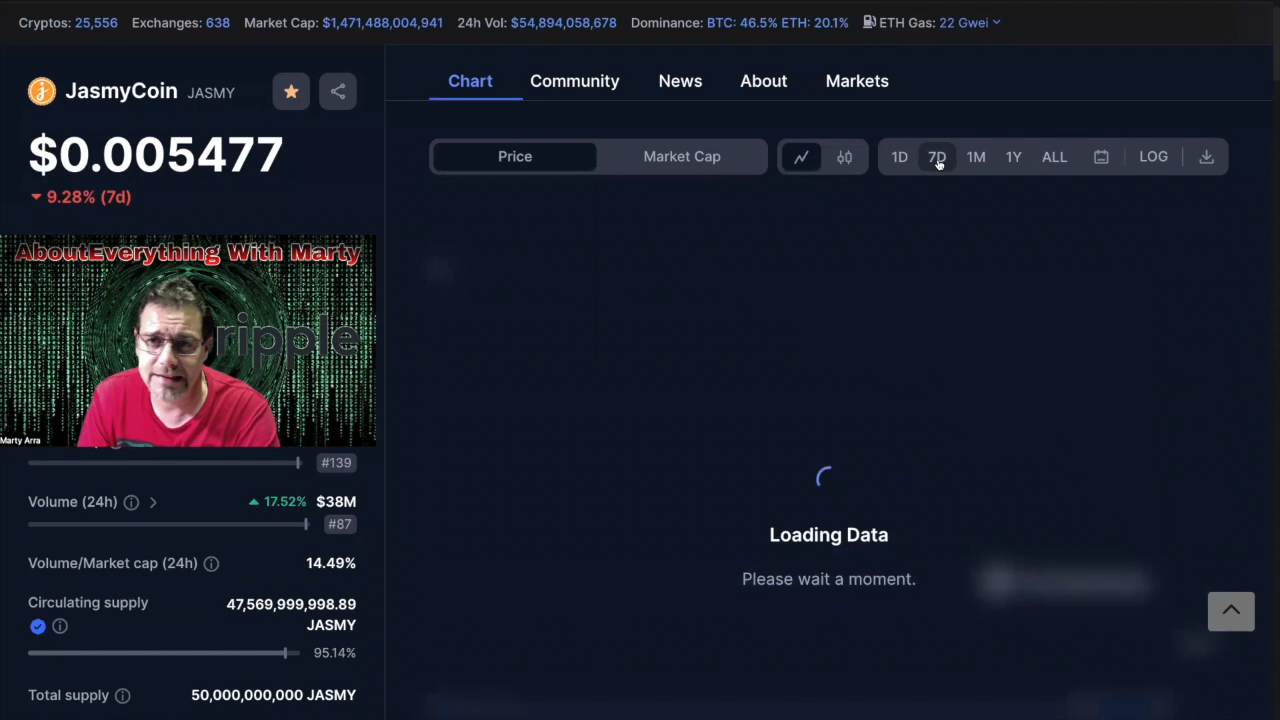 Cryptos: 25,556 Exchanges: 638 Market Cap: $1,471,488,004,941 24h Vol: $54,894,058,678 Dominance: BTC: 46.5% ETH: 20.1% ETH Gas: 22 Gwei
JasmyCoin JASMY
$0.005477
9.28% (7d)
Chart Community News About Markets
Price Market Cap 1D 7D 1M 1Y ALL LOG
AboutEverything With Marty
ripple
Marty Arra
#139
Volume (24h) 17.52% $38M
#87
Volume/Market cap (24h) 14.49%
Circulating supply 47,569,999,998.89
JASMY
95.14%
Total supply 50,000,000,000 JASMY
Loading Data
Please wait a moment.